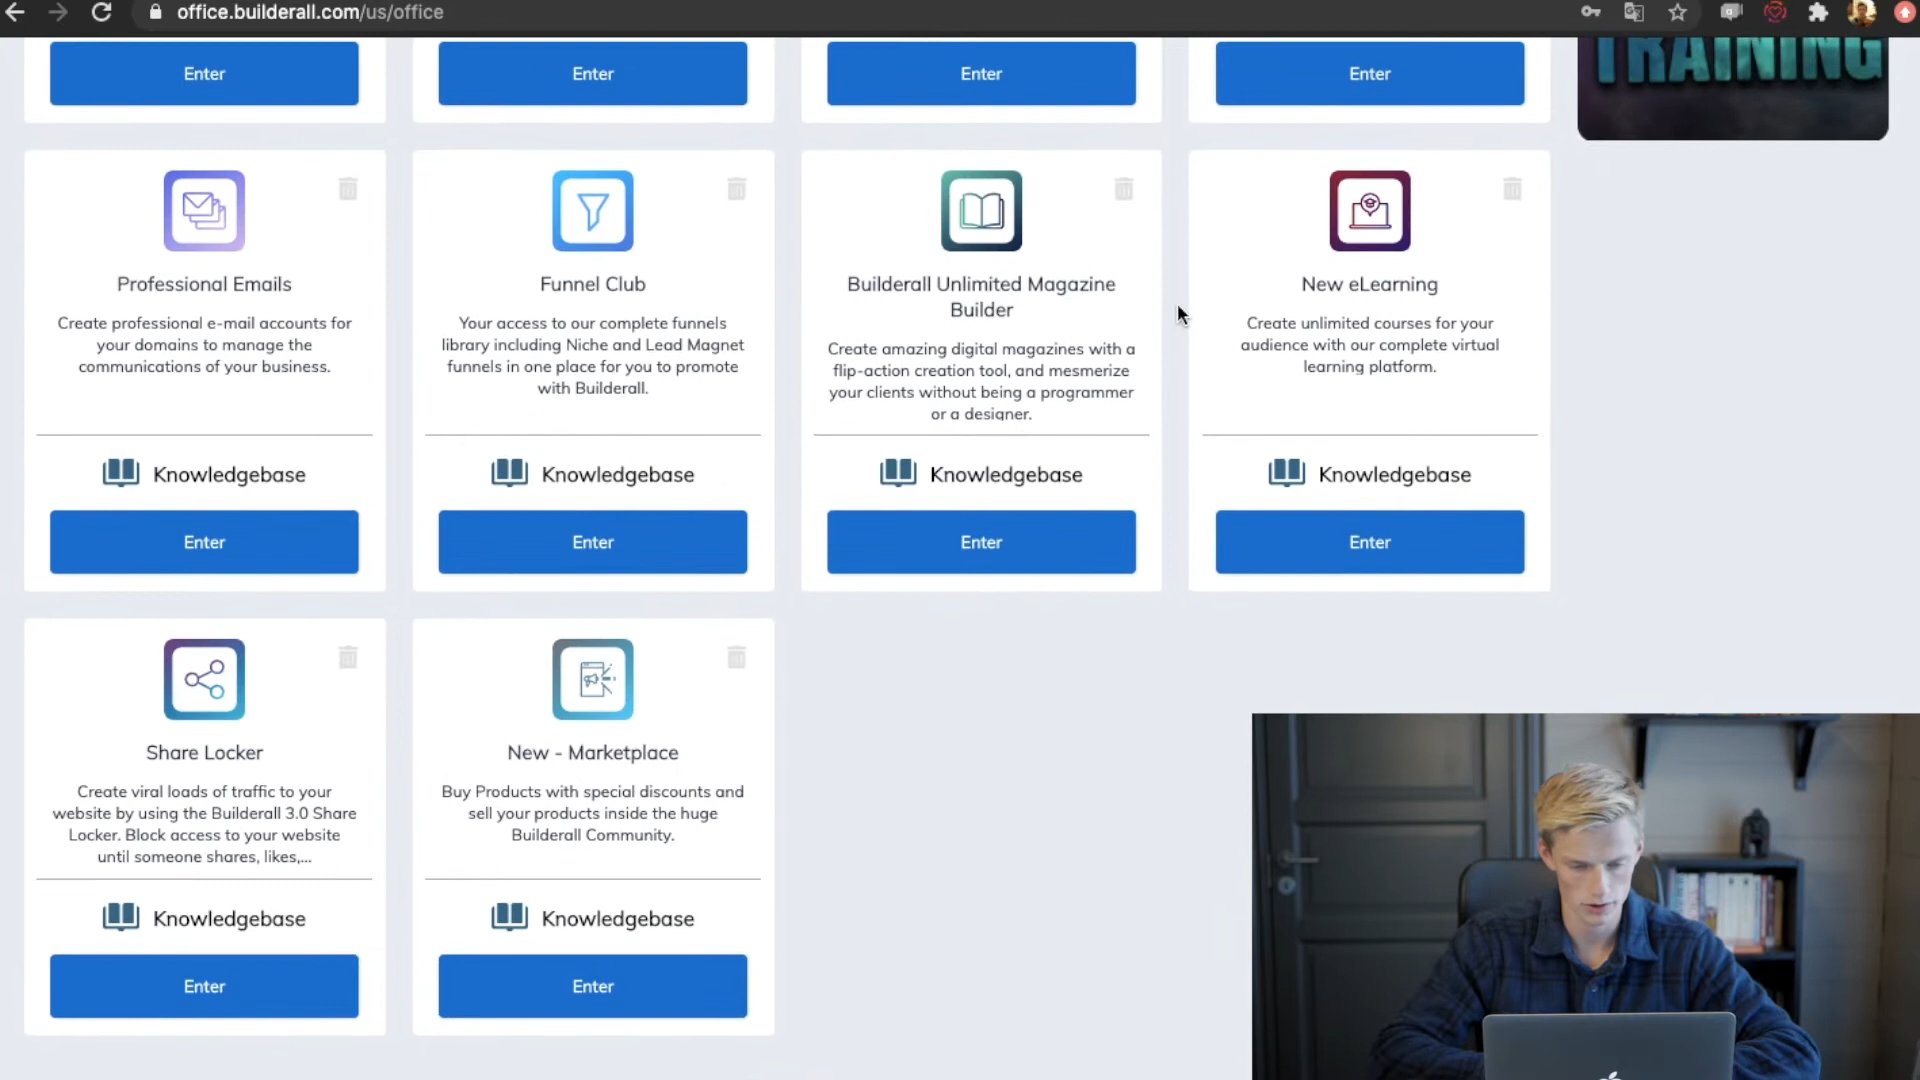 office.builderall.com/us/office
Enter
Enter
Enter
Enter
TRAINING
Professional Emails
Create professional e-mail accounts for
your domains to manage the
communications of your business.
Knowledgebase
Enter
Funnel Club
Your access to our complete funnels
library including Niche and Lead Magnet
funnels in one place for you to promote
with Builderall.
Knowledgebase
Enter
Builderall Unlimited Magazine
Builder
Create amazing digital magazines with a
flip-action creation tool, and mesmerize
your clients without being a programmer
or a designer.
Knowledgebase
Enter
New eLearning
Create unlimited courses for your
audience with our complete virtual
learning platform.
Knowledgebase
Enter
Share Locker
Create viral loads of traffic to your
website by using the Builderall 3.0 Share
Locker. Block access to your website
until someone shares, likes,...
Knowledgebase
Enter
New - Marketplace
Buy Products with special discounts and
sell your products inside the huge
Builderall Community.
Knowledgebase
Enter